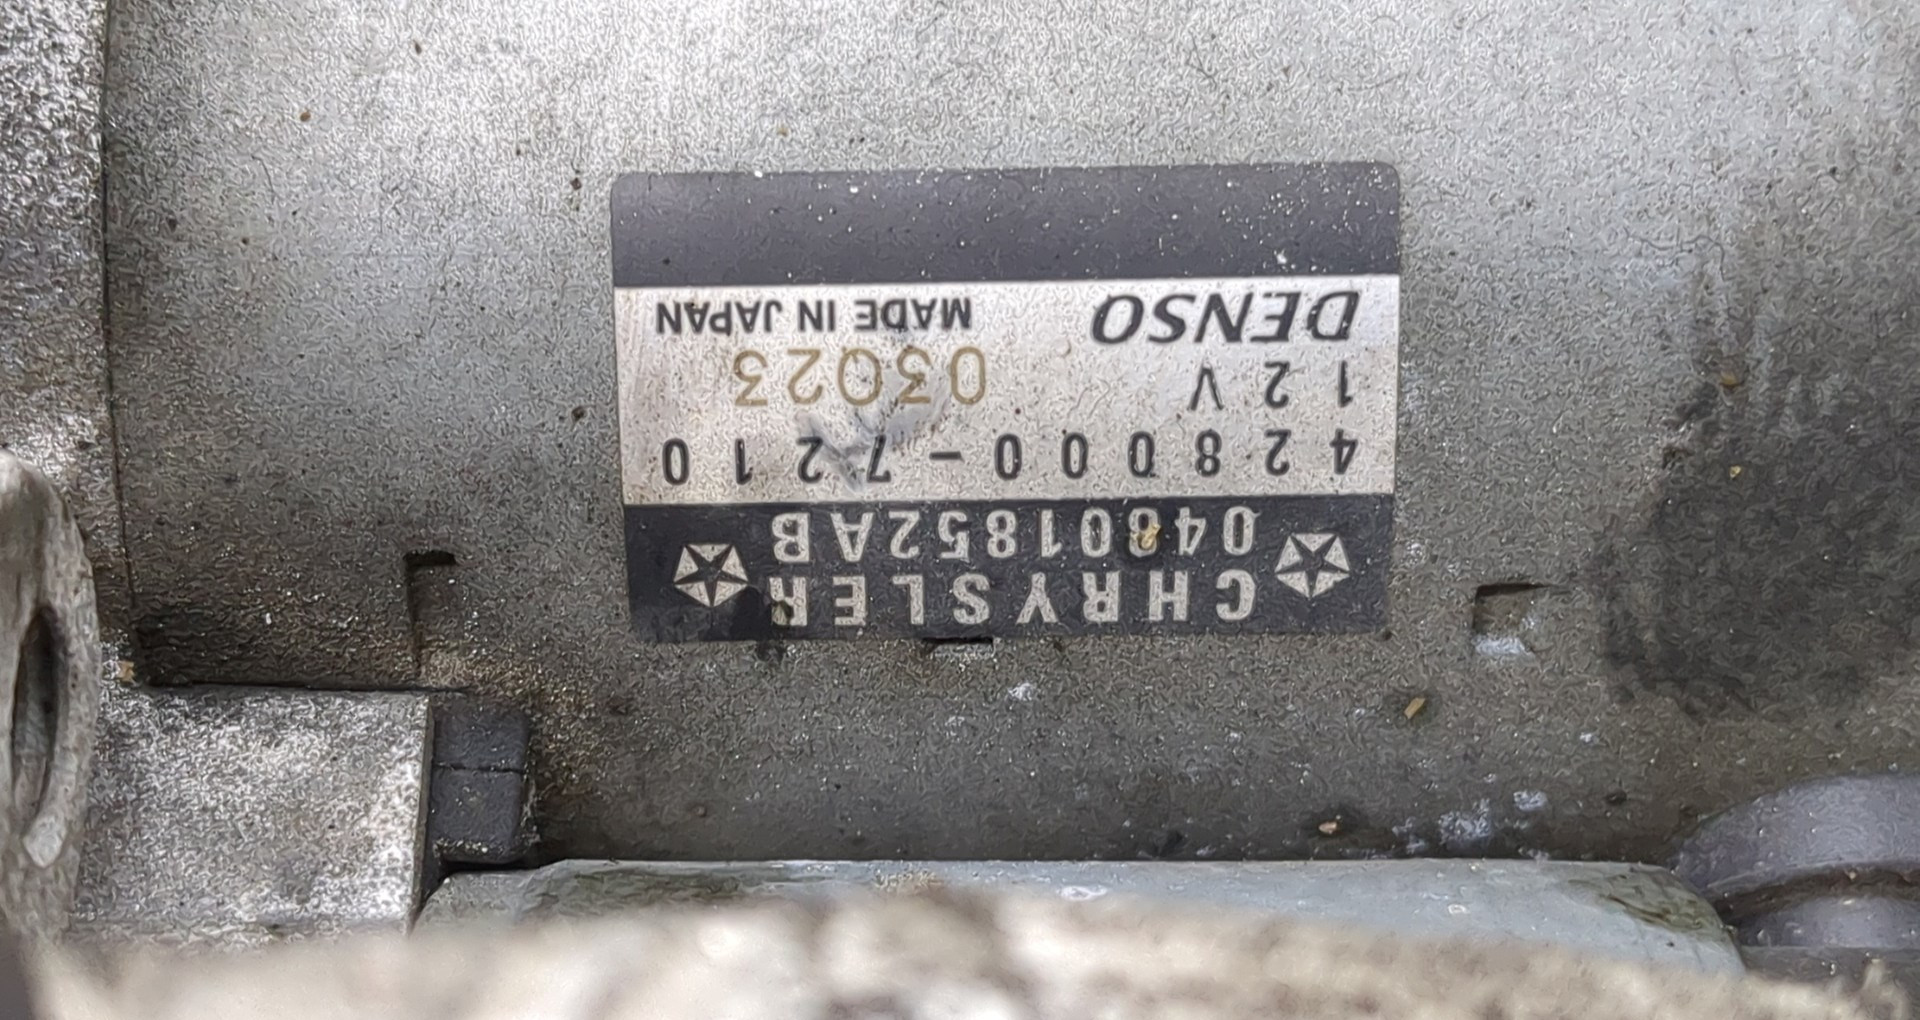 CHRYSLER
04801852AB
428000-7210
12V 03023
DENSO MADE IN JAPAN